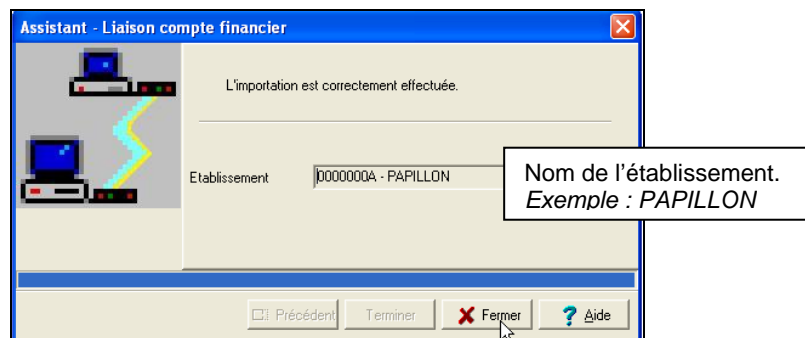 Assistant - Liaison compte financier
L'importation est correctement effectuée.
Etablissement
0000000A - PAPILLON
Nom de l'établissement.
Exemple : PAPILLON
Précédent
Terminer
Fermer
? Aide